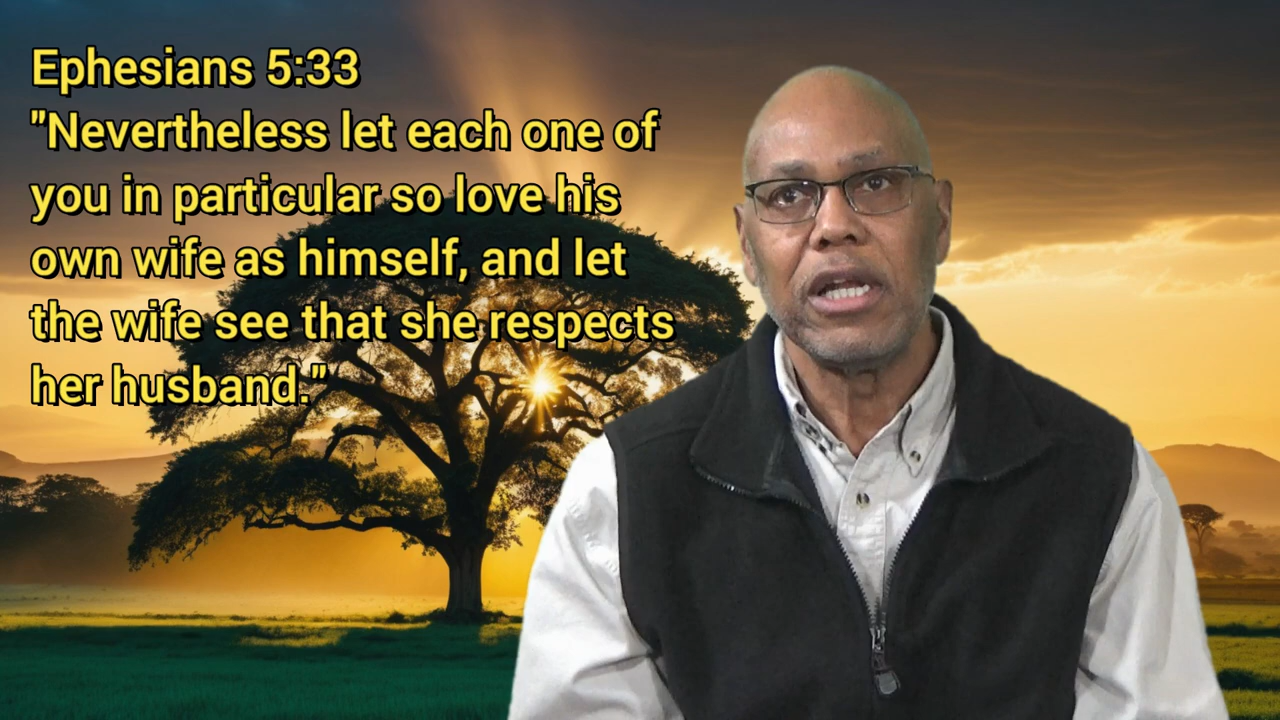 Ephesians 5:33
"Nevertheless let each one of
you in particular so love his
own wife as himself, and let
the wife see that she respects
her husband."